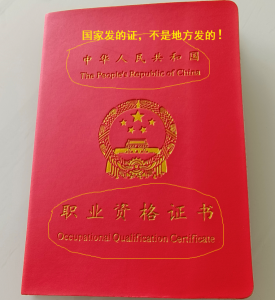 国家发的证，不是地方发的！
中华人民共和国
The People's Republic of China
职业资格证书
Occupational Qualification Certificate